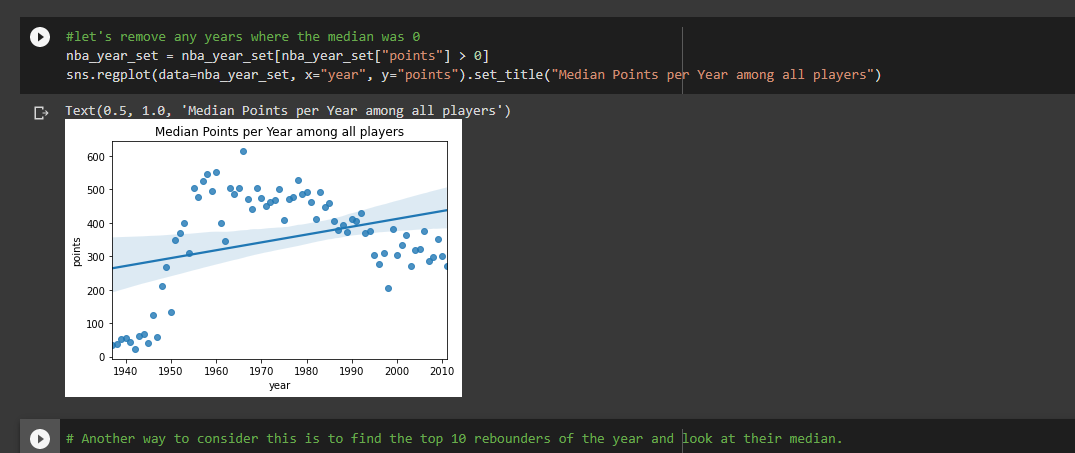 #let's remove any years where the median was 0
nba_year_set = nba_year_set[nba_year_set["points"] > 0]
sns.regplot(data=nba_year_set, x="year", y="points").set_title("Median Points per Year among all players")
Text(0.5, 1.0, 'Median Points per Year among all players')
Median Points per Year among all players
600
500
400
300
200
100
0
points
1940 1950 1960 1970 1980 1990 2000 2010
year
# Another way to consider this is to find the top 10 rebounders of the year and look at their median.